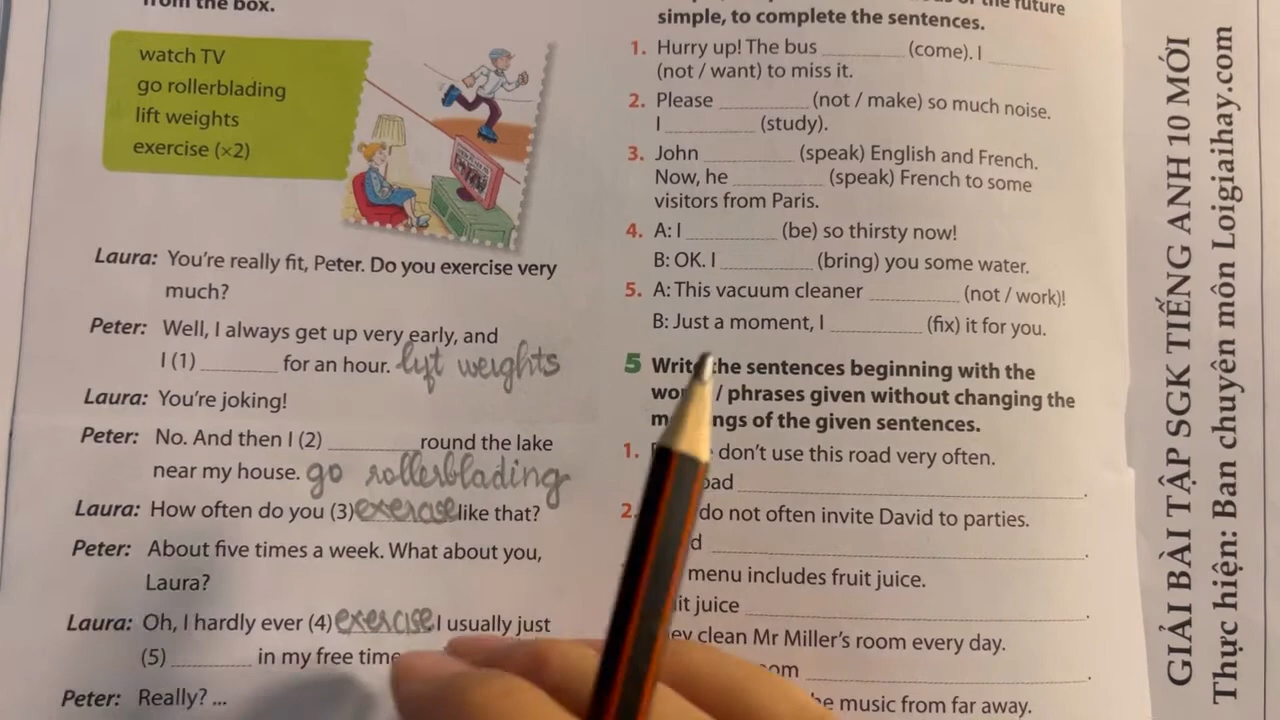 from the box.
watch TV
go rollerblading
lift weights
exercise (×2)
Laura: You're really fit, Peter. Do you exercise very
much?
Peter: Well, I always get up very early, and
I (1) ________ for an hour. lift weights
Laura: You're joking!
Peter: No. And then I (2) ________ round the lake
near my house. go rollerblading
Laura: How often do you (3) exercise like that?
Peter: About five times a week. What about you,
Laura?
Laura: Oh, I hardly ever (4) exercise. I usually just
(5) ________ in my free time
Peter: Really? ...
the future
simple, to complete the sentences.
1. Hurry up! The bus ________ (come). I ________
(not / want) to miss it.
2. Please ________ (not / make) so much noise.
I ________ (study).
3. John ________ (speak) English and French.
Now, he ________ (speak) French to some
visitors from Paris.
4. A: I ________ (be) so thirsty now!
B: OK. I ________ (bring) you some water.
5. A: This vacuum cleaner ________ (not / work)!
B: Just a moment, I ________ (fix) it for you.
5 Write the sentences beginning with the
/ phrases given without changing the
of the given sentences.
1. don't use this road very often.
________.
2. do not often invite David to parties.
________.
menu includes fruit juice.
juice ________.
clean Mr Miller's room every day.
________.
music from far away.
GIẢI BÀI TẬP SGK TIẾNG ANH 10 MỚI
Thực hiện: Ban chuyên môn Loigiaihay.com